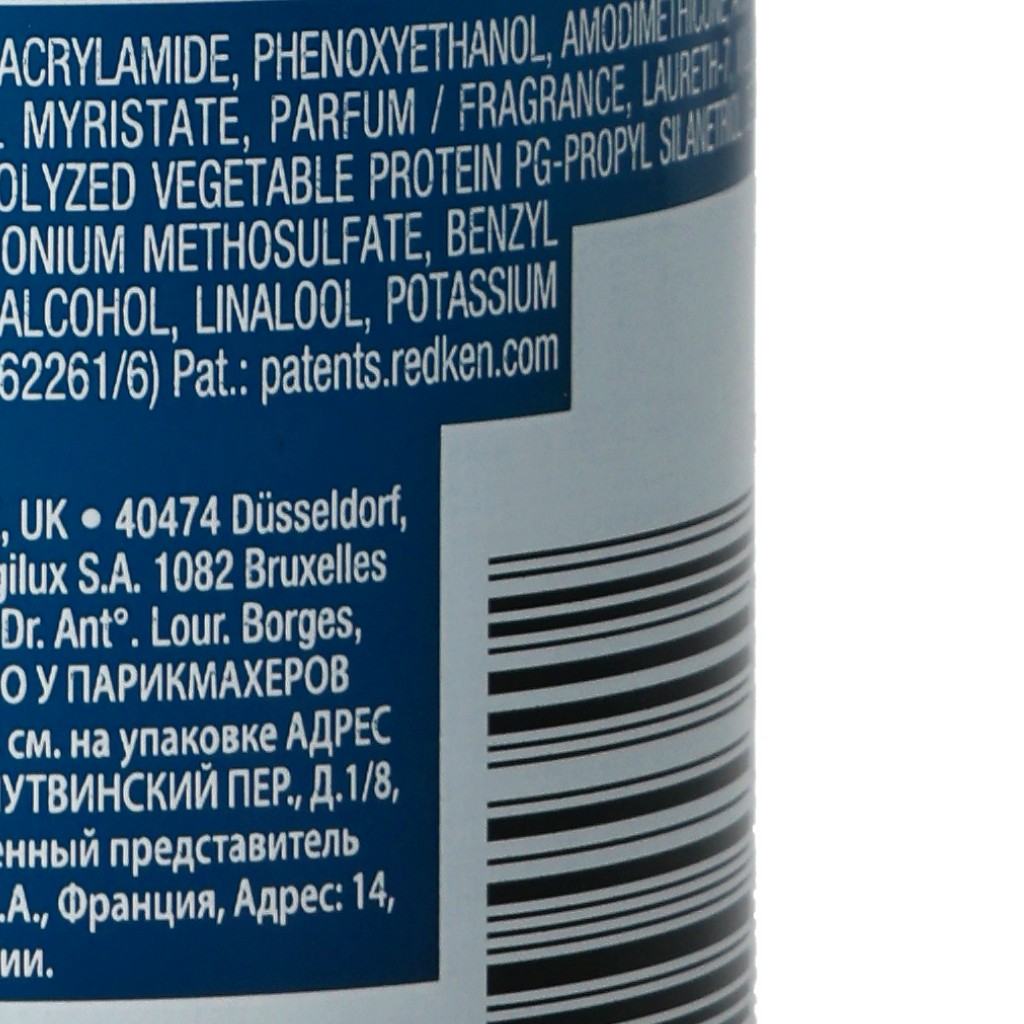 ACRYLAMIDE, PHENOXYETHANOL, AMODIMETHICONE
MYRISTATE, PARFUM / FRAGRANCE, LAURETH-7,
OLYZED VEGETABLE PROTEIN PG-PROPYL SILANETRIOL
ONIUM METHOSULFATE, BENZYL
ALCOHOL, LINALOOL, POTASSIUM
62261/6) Pat.: patents.redken.com
, UK • 40474 Düsseldorf,
gilux S.A. 1082 Bruxelles
Dr. Ant°. Lour. Borges,
О У ПАРИКМАХЕРОВ
см. на упаковке АДРЕС
УТВИНСКИЙ ПЕР., Д.1/8,
енный представитель
.А., Франция, Адрес: 14,
ии.